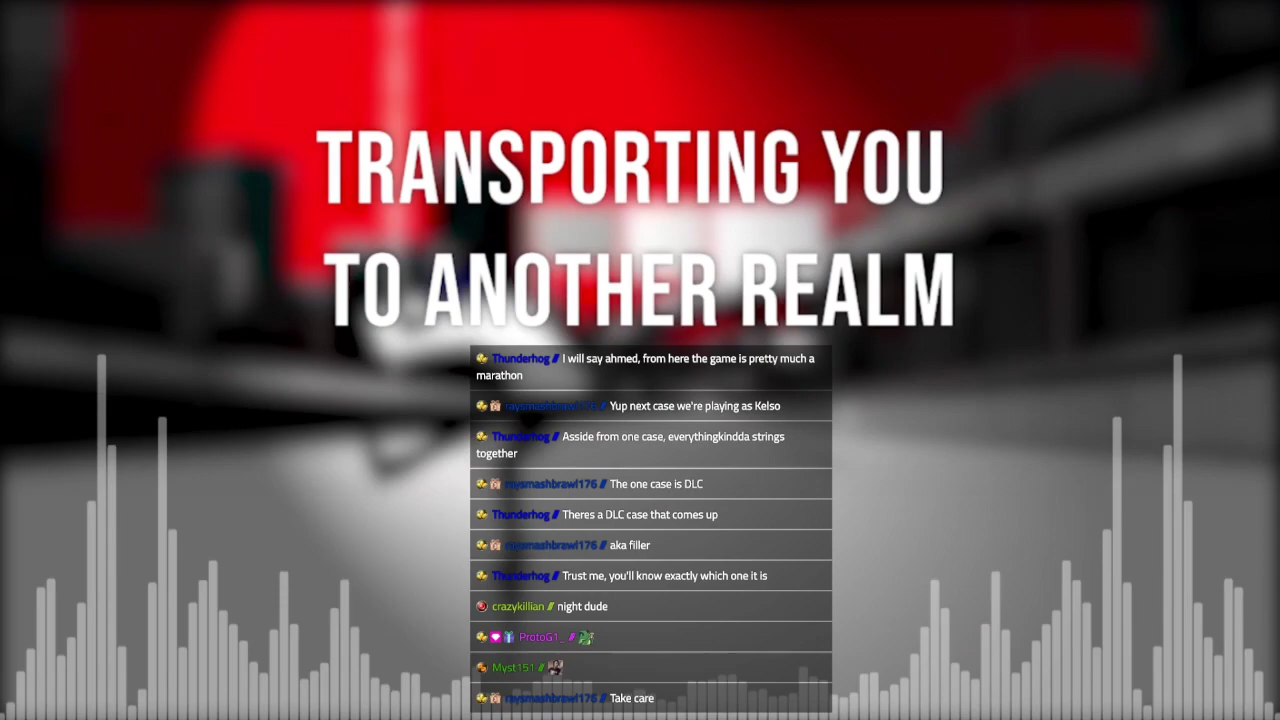 TRANSPORTING YOU
TO ANOTHER REALM
Thunderhog // I will say ahmed, from here the game is pretty much a
marathon
raysmashbrawl176 // Yup next case we're playing as Kelso
Thunderhog // Asside from one case, everythingkindda strings
together
raysmashbrawl176 // The one case is DLC
Thunderhog // Theres a DLC case that comes up
raysmashbrawl176 // aka filler
Thunderhog // Trust me, you'll know exactly which one it is
crazykillian // night dude
ProtoG1_ //
Myst151 //
raysmashbrawl176 // Take care